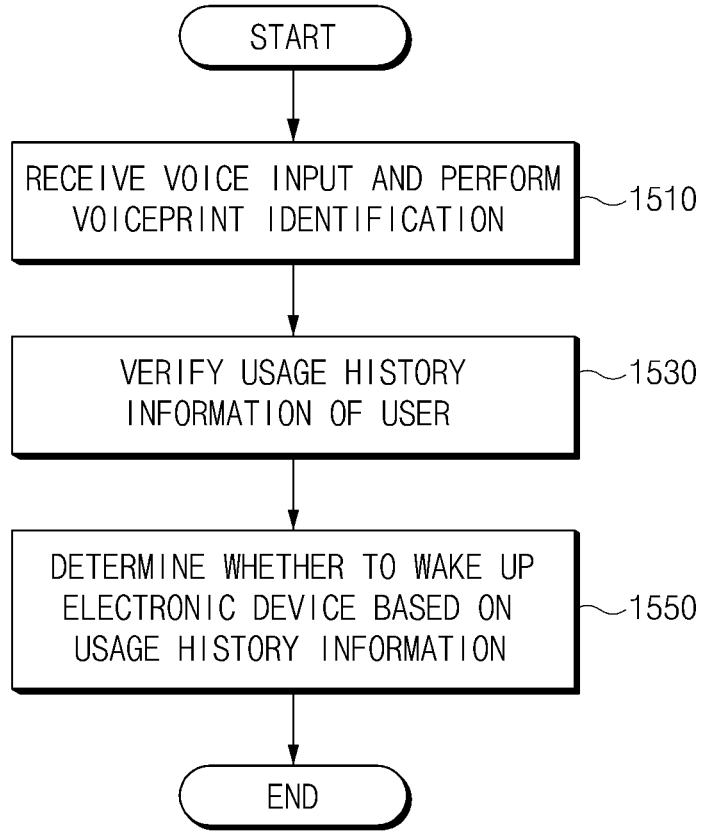 START
RECEIVE VOICE INPUT AND PERFORM
VOICEPRINT IDENTIFICATION
1510
VERIFY USAGE HISTORY
INFORMATION OF USER
1530
DETERMINE WHETHER TO WAKE UP
ELECTRONIC DEVICE BASED ON
USAGE HISTORY INFORMATION
1550
END